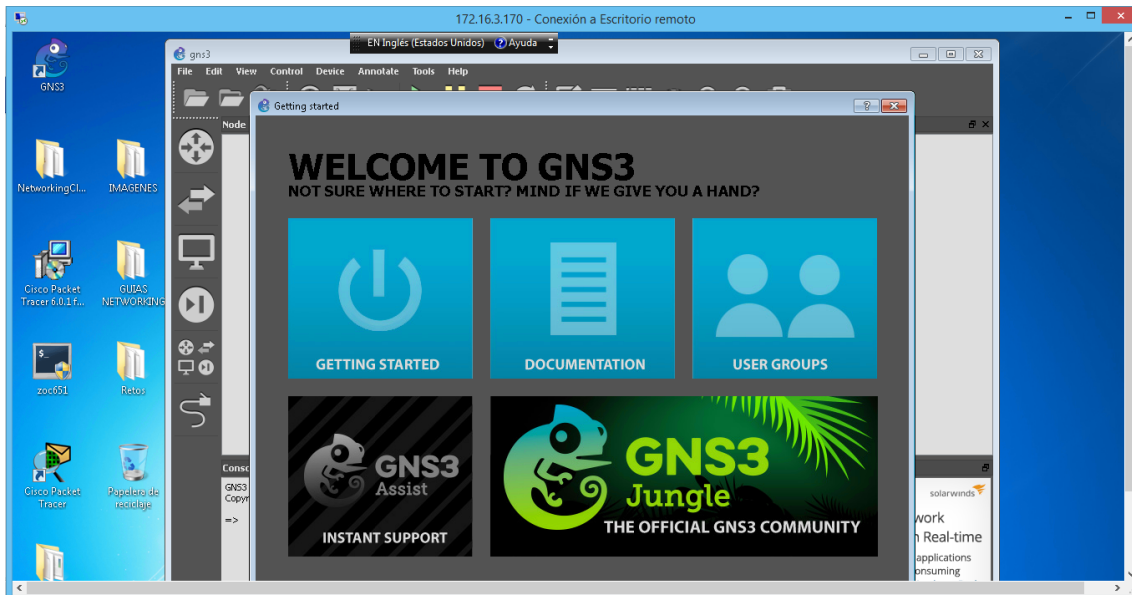 172.16.3.170 - Conexión a Escritorio remoto
EN Inglés (Estados Unidos) Ayuda
GNS3
NetworkingCl...
IMAGENES
Cisco Packet
Tracer 6.0.1 f...
GUIAS
NETWORKING
zoc651
Retos
Cisco Packet
Tracer
Papelera de
reciclaje
gns3
File Edit View Control Device Annotate Tools Help
Getting started
Node
WELCOME TO GNS3
NOT SURE WHERE TO START? MIND IF WE GIVE YOU A HAND?
GETTING STARTED
DOCUMENTATION
USER GROUPS
GNS3
Assist
INSTANT SUPPORT
GNS3
Jungle
THE OFFICIAL GNS3 COMMUNITY
Consc
GNS3
Copyr
=>
solarwinds
work
Real-time
applications
onsuming